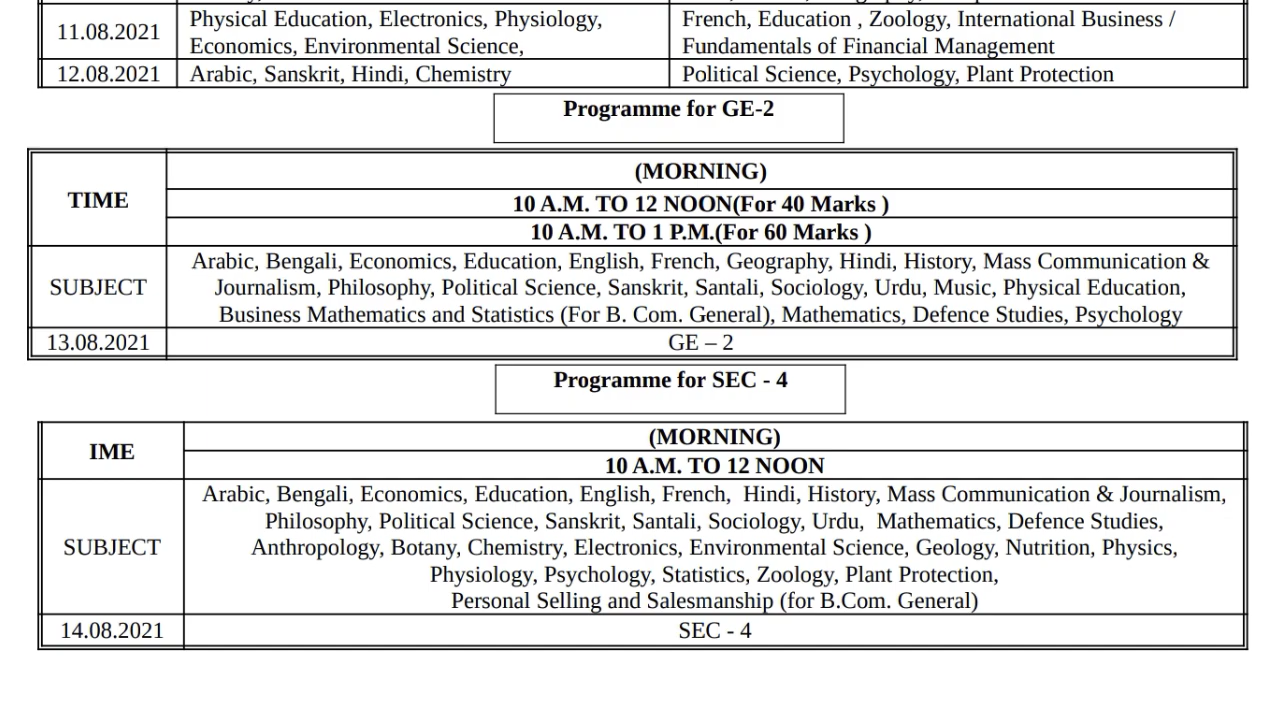 11.08.2021
Physical Education, Electronics, Physiology,
Economics, Environmental Science,
French, Education , Zoology, International Business /
Fundamentals of Financial Management
12.08.2021
Arabic, Sanskrit, Hindi, Chemistry
Political Science, Psychology, Plant Protection
Programme for GE-2
TIME
(MORNING)
10 A.M. TO 12 NOON(For 40 Marks )
10 A.M. TO 1 P.M.(For 60 Marks )
SUBJECT
Arabic, Bengali, Economics, Education, English, French, Geography, Hindi, History, Mass Communication &
Journalism, Philosophy, Political Science, Sanskrit, Santali, Sociology, Urdu, Music, Physical Education,
Business Mathematics and Statistics (For B. Com. General), Mathematics, Defence Studies, Psychology
13.08.2021
GE – 2
Programme for SEC - 4
IME
(MORNING)
10 A.M. TO 12 NOON
SUBJECT
Arabic, Bengali, Economics, Education, English, French, Hindi, History, Mass Communication & Journalism,
Philosophy, Political Science, Sanskrit, Santali, Sociology, Urdu, Mathematics, Defence Studies,
Anthropology, Botany, Chemistry, Electronics, Environmental Science, Geology, Nutrition, Physics,
Physiology, Psychology, Statistics, Zoology, Plant Protection,
Personal Selling and Salesmanship (for B.Com. General)
14.08.2021
SEC - 4